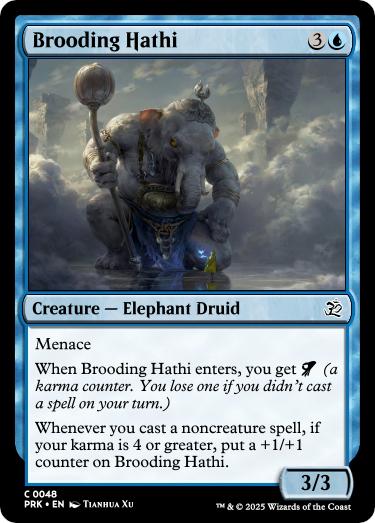 Brooding Hathi 3
Creature — Elephant Druid
Menace
When Brooding Hathi enters, you get (a
karma counter. You lose one if you didn't cast
a spell on your turn.)
Whenever you cast a noncreature spell, if
your karma is 4 or greater, put a +1/+1
counter on Brooding Hathi.
3/3
C 0048
PRK • EN Tianhua Xu
™ & © 2025 Wizards of the Coast